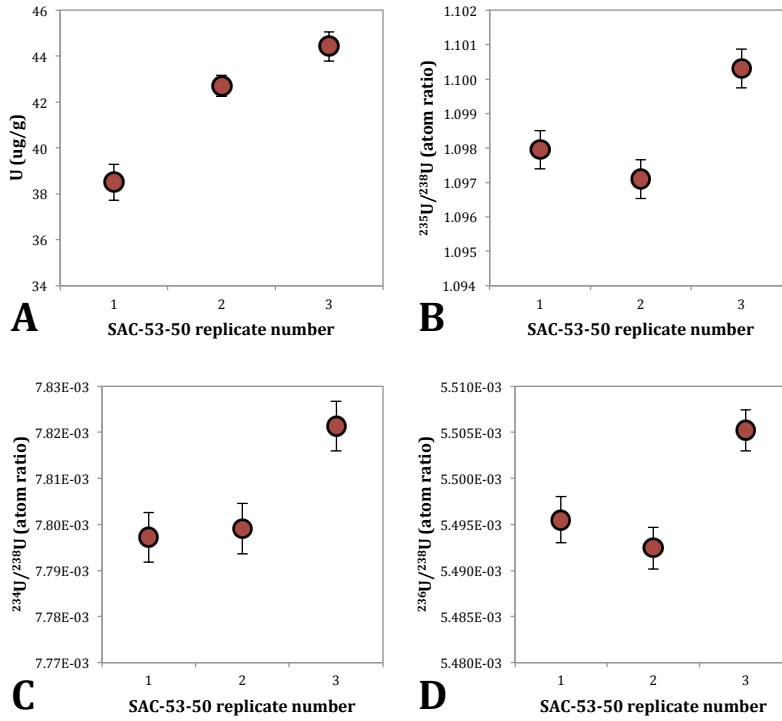 46
44
42
40
38
36
34
U (ug/g)
1 2 3
SAC-53-50 replicate number
A
1.102
1.101
1.100
1.099
1.098
1.097
1.096
1.095
1.094
²³⁵U/²³⁸U (atom ratio)
1 2 3
SAC-53-50 replicate number
B
7.83E-03
7.82E-03
7.81E-03
7.80E-03
7.79E-03
7.78E-03
7.77E-03
²³⁴U/²³⁸U (atom ratio)
1 2 3
SAC-53-50 replicate number
C
5.510E-03
5.505E-03
5.500E-03
5.495E-03
5.490E-03
5.485E-03
5.480E-03
²³⁶U/²³⁸U (atom ratio)
1 2 3
SAC-53-50 replicate number
D